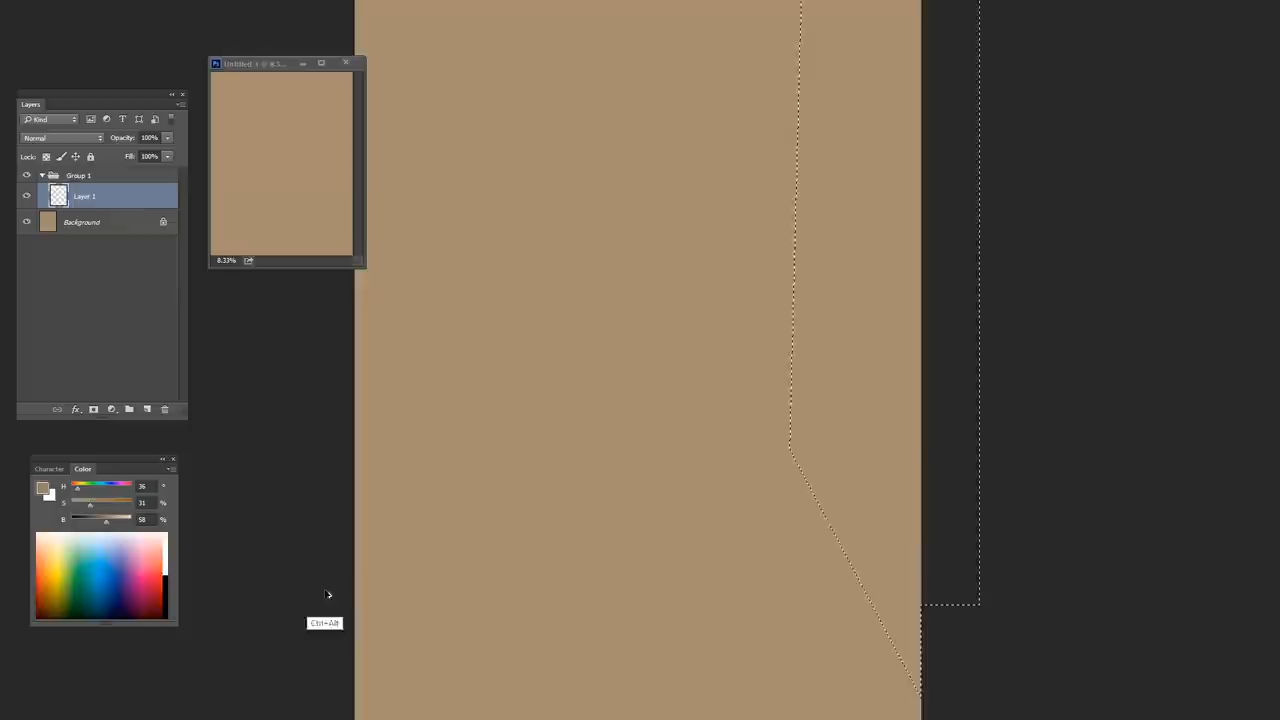 Untitled
Layers
Kind
Normal
Opacity: 100%
Lock:
Fill: 100%
Group 1
Layer 1
Background
8.33%
Character
Color
H 36 °
S 31 %
B 58 %
Ctrl+Alt